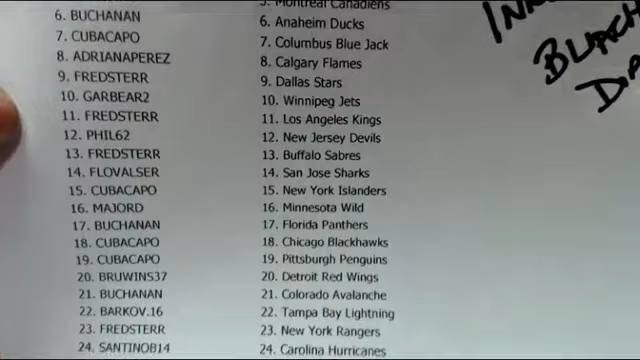 5. Montreal Canadiens
6. BUCHANAN 6. Anaheim Ducks
7. CUBACAPO 7. Columbus Blue Jack
8. ADRIANAPEREZ 8. Calgary Flames
9. FREDSTERR 9. Dallas Stars
10. GARBEAR2 10. Winnipeg Jets
11. FREDSTERR 11. Los Angeles Kings
12. PHIL62 12. New Jersey Devils
13. FREDSTERR 13. Buffalo Sabres
14. FLOVALSER 14. San Jose Sharks
15. CUBACAPO 15. New York Islanders
16. MAJORD 16. Minnesota Wild
17. BUCHANAN 17. Florida Panthers
18. CUBACAPO 18. Chicago Blackhawks
19. CUBACAPO 19. Pittsburgh Penguins
20. BRUWINS37 20. Detroit Red Wings
21. BUCHANAN 21. Colorado Avalanche
22. BARKOV.16 22. Tampa Bay Lightning
23. FREDSTERR 23. New York Rangers
24. SANTINOB14 24. Carolina Hurricanes